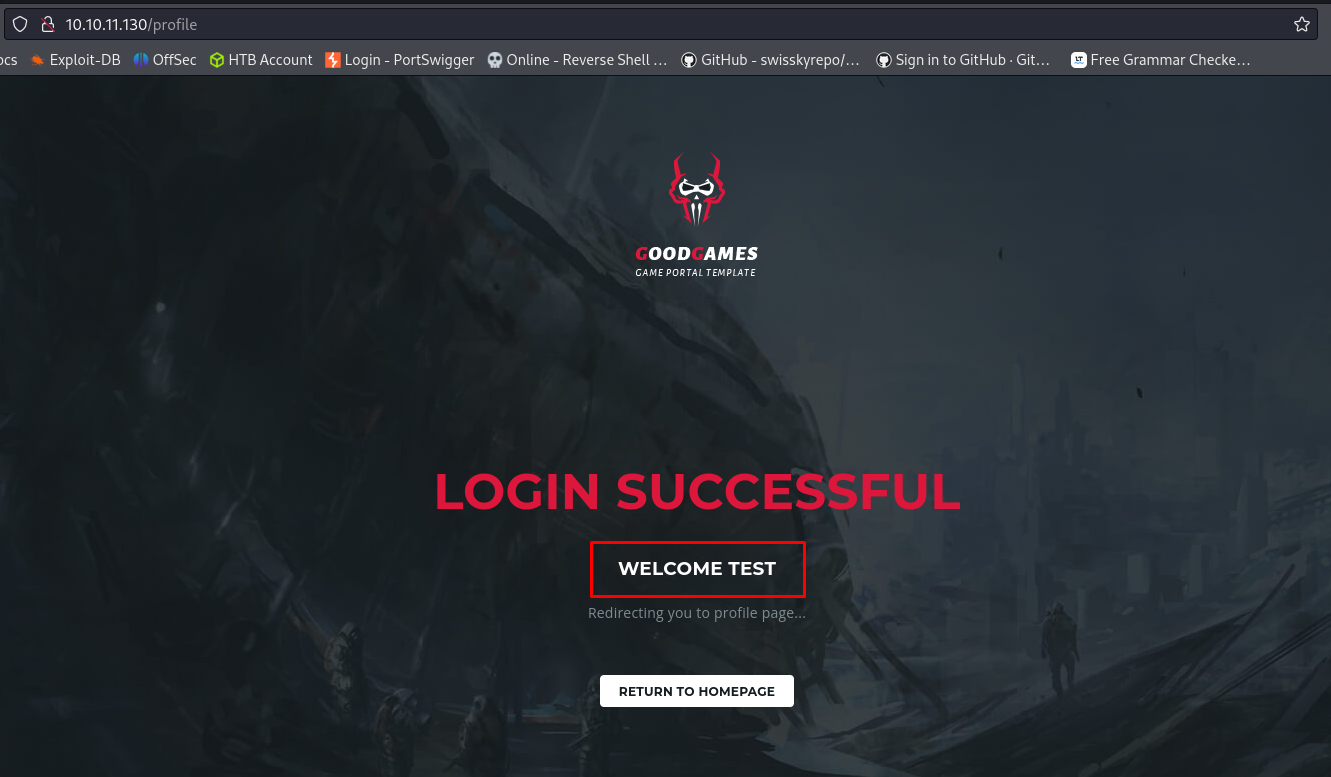 10.10.11.130/profile
ocs Exploit-DB OffSec HTB Account Login - PortSwigger Online - Reverse Shell … GitHub - swisskyrepo/… Sign in to GitHub · Git… LT Free Grammar Checke…
GOODGAMES
GAME PORTAL TEMPLATE
LOGIN SUCCESSFUL
WELCOME TEST
Redirecting you to profile page...
RETURN TO HOMEPAGE